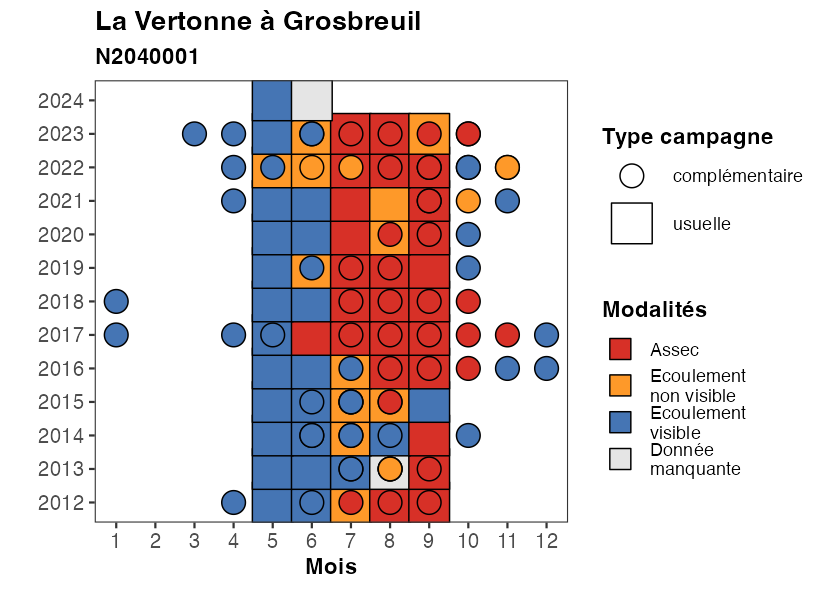 La Vertonne à Grosbreuil
N2040001
2024
2023
2022
2021
2020
2019
2018
2017
2016
2015
2014
2013
2012
1 2 3 4 5 6 7 8 9 10 11 12
Mois
Type campagne
complémentaire
usuelle
Modalités
Assec
Ecoulement
non visible
Ecoulement
visible
Donnée
manquante